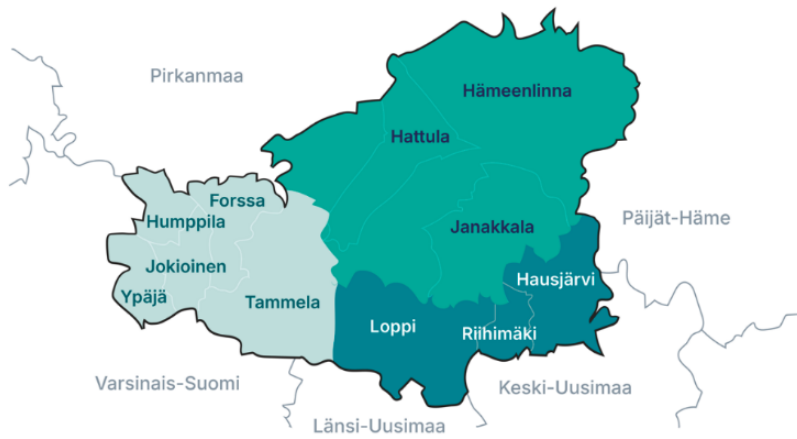 Pirkanmaa
Hämeenlinna
Hattula
Forssa
Humppila
Janakkala
Päijät-Häme
Jokioinen
Hausjärvi
Ypäjä
Tammela
Loppi
Riihimäki
Varsinais-Suomi
Keski-Uusimaa
Länsi-Uusimaa